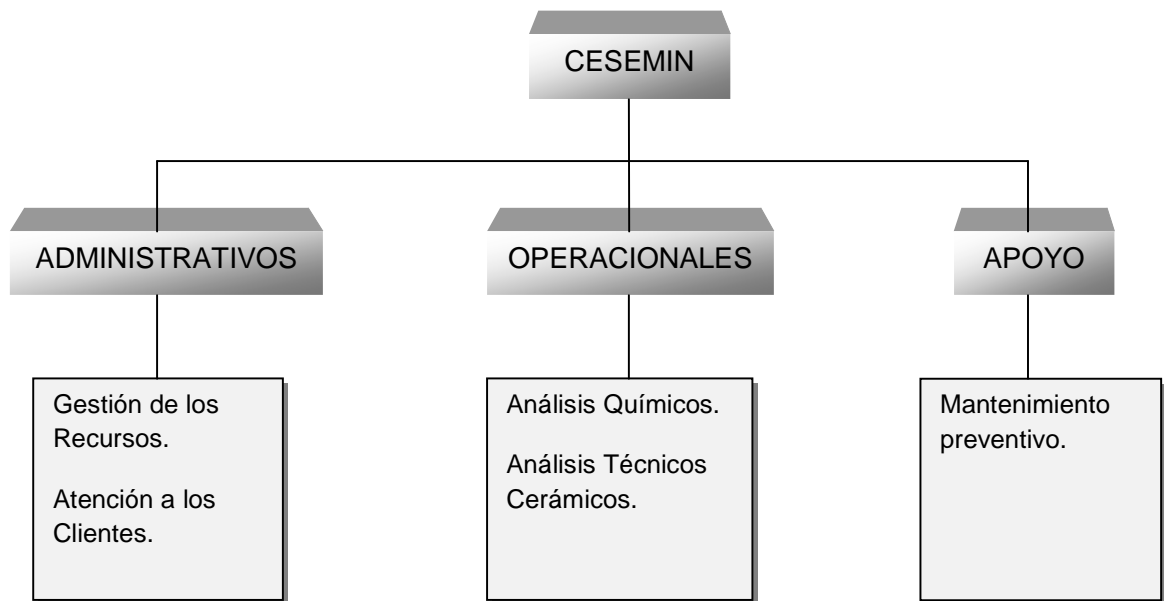 CESEMIN
ADMINISTRATIVOS
OPERACIONALES
APOYO
Gestión de los
Recursos.
Atención a los
Clientes.
Análisis Químicos.
Análisis Técnicos
Cerámicos.
Mantenimiento
preventivo.